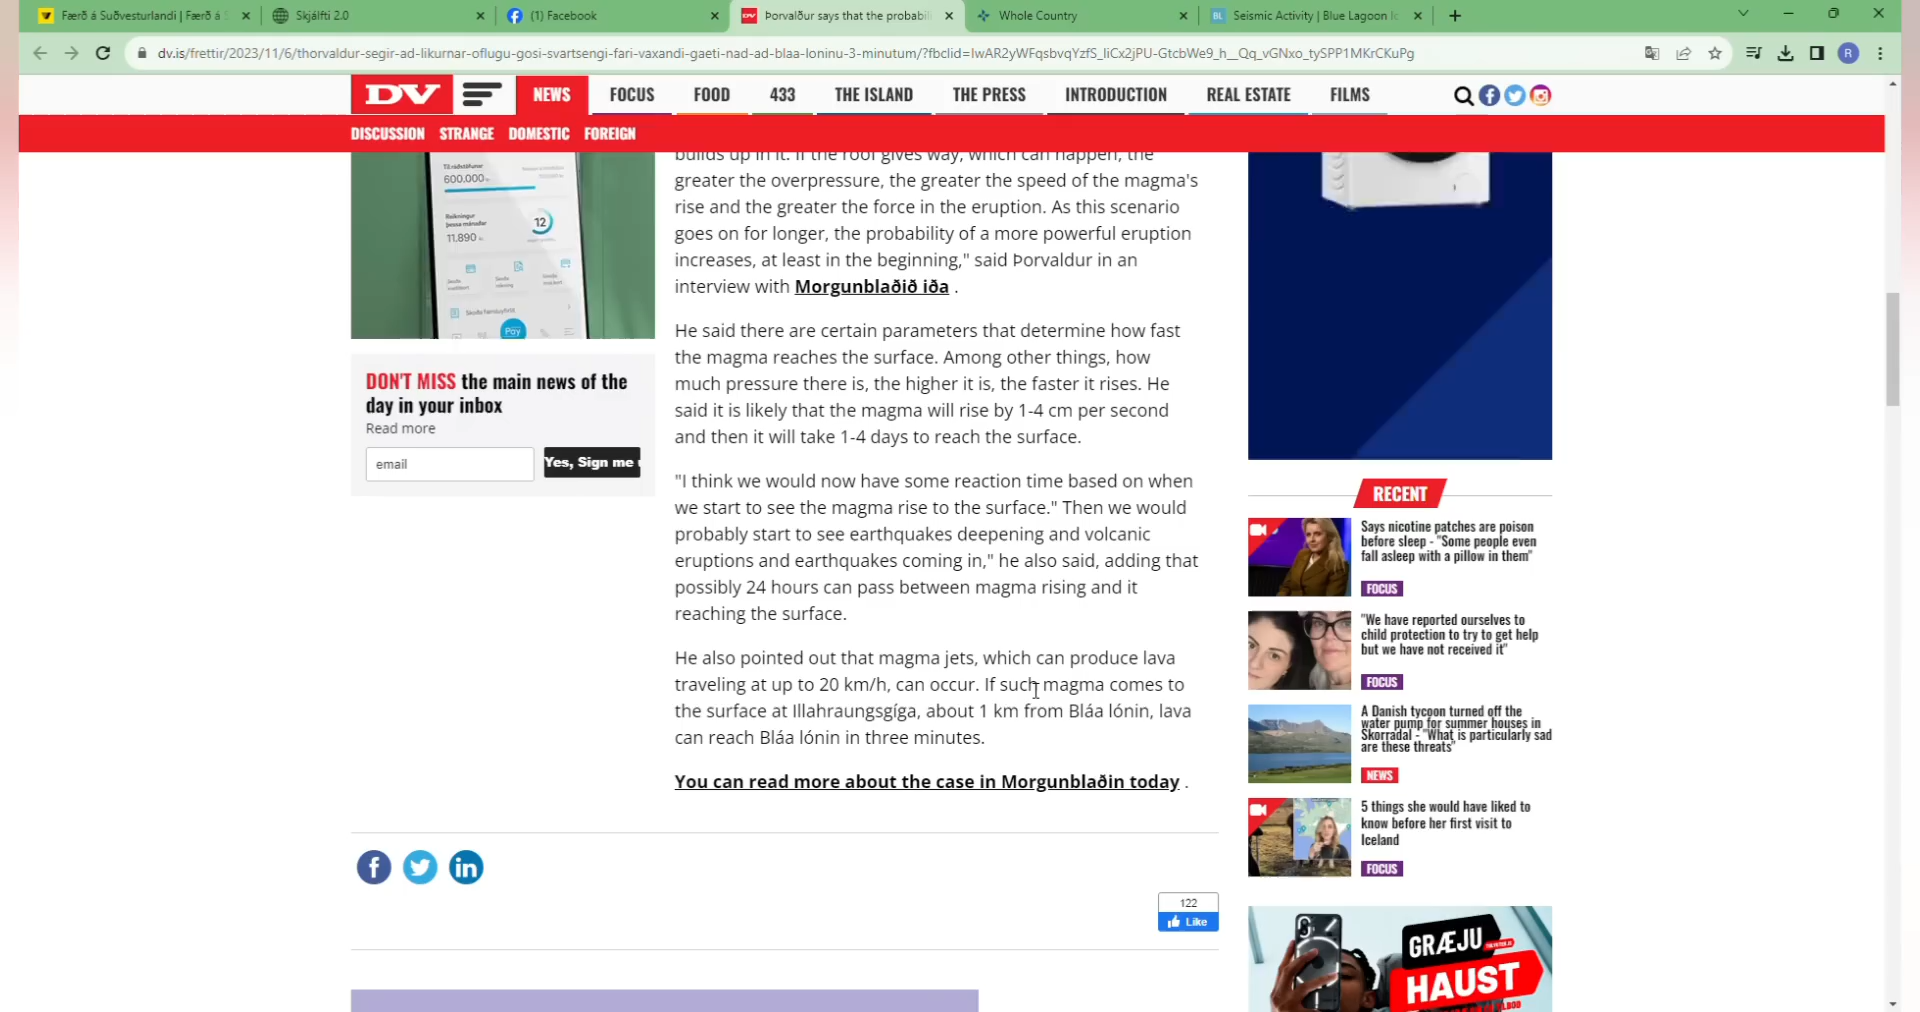 Færð á Suðvesturlandi | Færð á S
Skjálfti 2.0
(1) Facebook
Þorvaldur says that the probabil
Whole Country
Seismic Activity | Blue Lagoon Ic
dv.is/frettir/2023/11/6/thorvaldur-segir-ad-likurnar-oflugu-gosi-svartsengi-fari-vaxandi-gaeti-nad-ad-blaa-loninu-3-minutum/?fbclid=IwAR2yWFqsbvqYzfS_liCx2jPU-GtcbWe9_h__Qq_vGNxo_tySPP1MKrCKuPg
R
DV
NEWS
FOCUS
FOOD
433
THE ISLAND
THE PRESS
INTRODUCTION
REAL ESTATE
FILMS
DISCUSSION
STRANGE
DOMESTIC
FOREIGN
600.000
12
11.890
Pay
DON'T MISS the main news of the
day in your inbox
Read more
email
Yes, Sign me
builds up in it. If the roof gives way, which can happen, the
greater the overpressure, the greater the speed of the magma's
rise and the greater the force in the eruption. As this scenario
goes on for longer, the probability of a more powerful eruption
increases, at least in the beginning," said Þorvaldur in an
interview with Morgunblaðið iða .
He said there are certain parameters that determine how fast
the magma reaches the surface. Among other things, how
much pressure there is, the higher it is, the faster it rises. He
said it is likely that the magma will rise by 1-4 cm per second
and then it will take 1-4 days to reach the surface.
"I think we would now have some reaction time based on when
we start to see the magma rise to the surface." Then we would
probably start to see earthquakes deepening and volcanic
eruptions and earthquakes coming in," he also said, adding that
possibly 24 hours can pass between magma rising and it
reaching the surface.
He also pointed out that magma jets, which can produce lava
traveling at up to 20 km/h, can occur. If such magma comes to
the surface at Illahraungsgíga, about 1 km from Bláa lónin, lava
can reach Bláa lónin in three minutes.
You can read more about the case in Morgunblaðin today .
122
Like
RECENT
Says nicotine patches are poison
before sleep - "Some people even
fall asleep with a pillow in them"
FOCUS
"We have reported ourselves to
child protection to try to get help
but we have not received it"
FOCUS
A Danish tycoon turned off the
water pump for summer houses in
Skorradal - "What is particularly sad
are these threats"
NEWS
5 things she would have liked to
know before her first visit to
Iceland
FOCUS
GRÆJU
HAUST